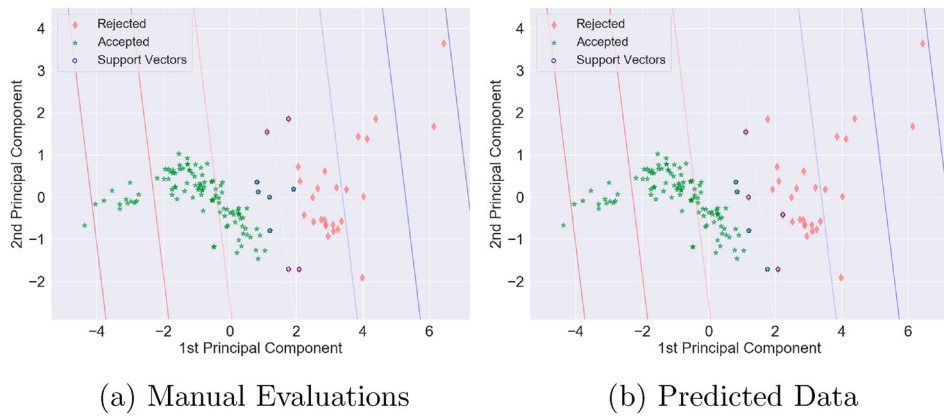 Rejected
Accepted
Support Vectors
4
3
2
1
0
−1
−2
2nd Principal Component
−4
−2
0
2
4
6
1st Principal Component
(a) Manual Evaluations
Rejected
Accepted
Support Vectors
4
3
2
1
0
−1
−2
2nd Principal Component
−4
−2
0
2
4
6
1st Principal Component
(b) Predicted Data